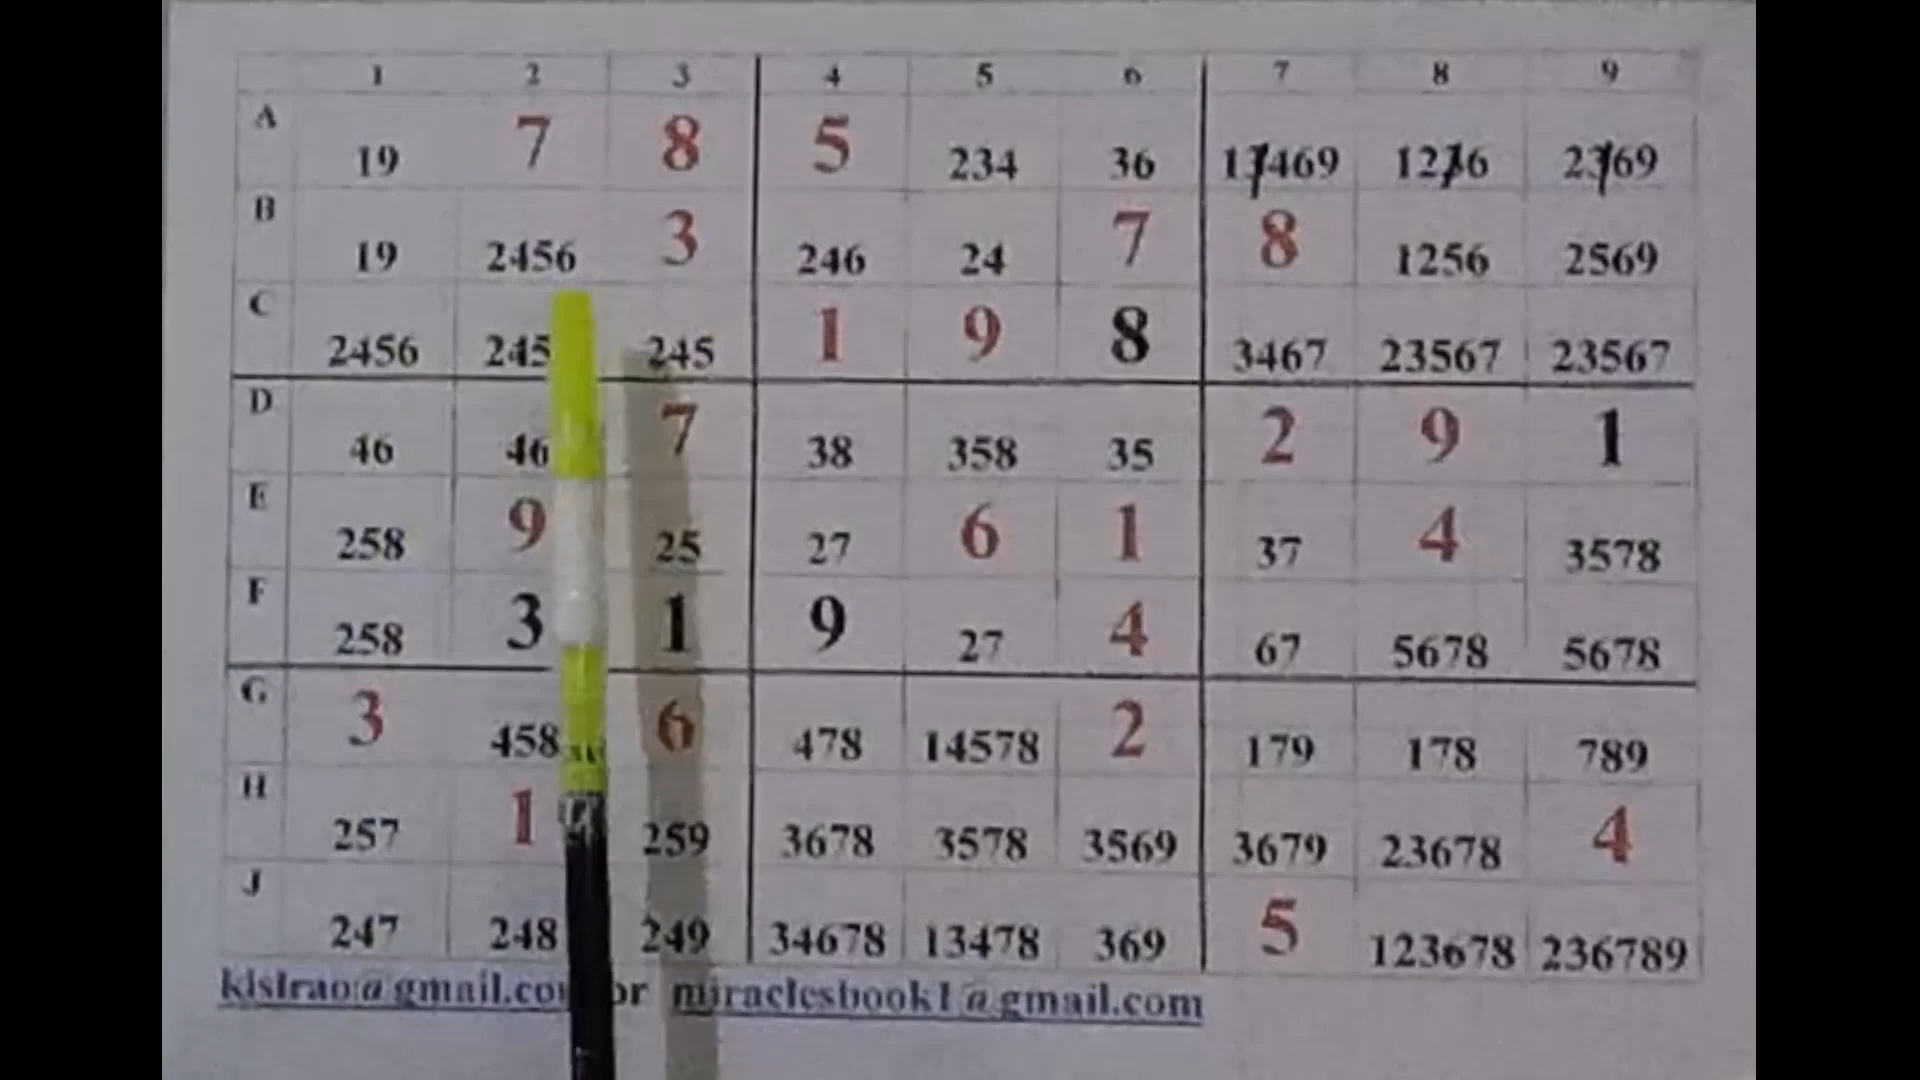 1 2 3 4 5 6 7 8 9
A 19 7 8 5 234 36 17469 1276 23769
B 19 2456 3 246 24 7 8 1256 2569
C 2456 245 245 1 9 8 3467 23567 23567
D 46 46 7 38 358 35 2 9 1
E 258 9 25 27 6 1 37 4 3578
F 258 3 1 9 27 4 67 5678 5678
G 3 458 6 478 14578 2 179 178 789
H 257 1 259 3678 3578 3569 3679 23678 4
J 247 248 249 34678 13478 369 5 123678 236789
or miraclesbook1@gmail.com